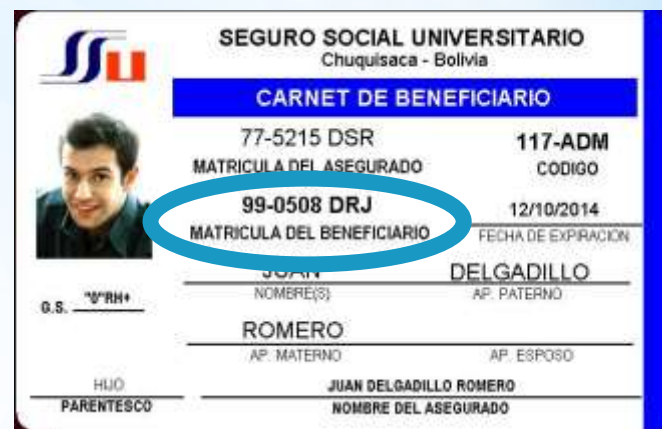 SSU
SEGURO SOCIAL UNIVERSITARIO
Chuquisaca - Bolivia
CARNET DE BENEFICIARIO
77-5215 DSR 117-ADM
MATRICULA DEL ASEGURADO CODIGO
99-0508 DRJ 12/10/2014
MATRICULA DEL BENEFICIARIO FECHA DE EXPIRACION
JUAN DELGADILLO
NOMBRE(S) AP. PATERNO
G.S. "0"RH+
ROMERO
AP. MATERNO AP. ESPOSO
HIJO JUAN DELGADILLO ROMERO
PARENTESCO NOMBRE DEL ASEGURADO